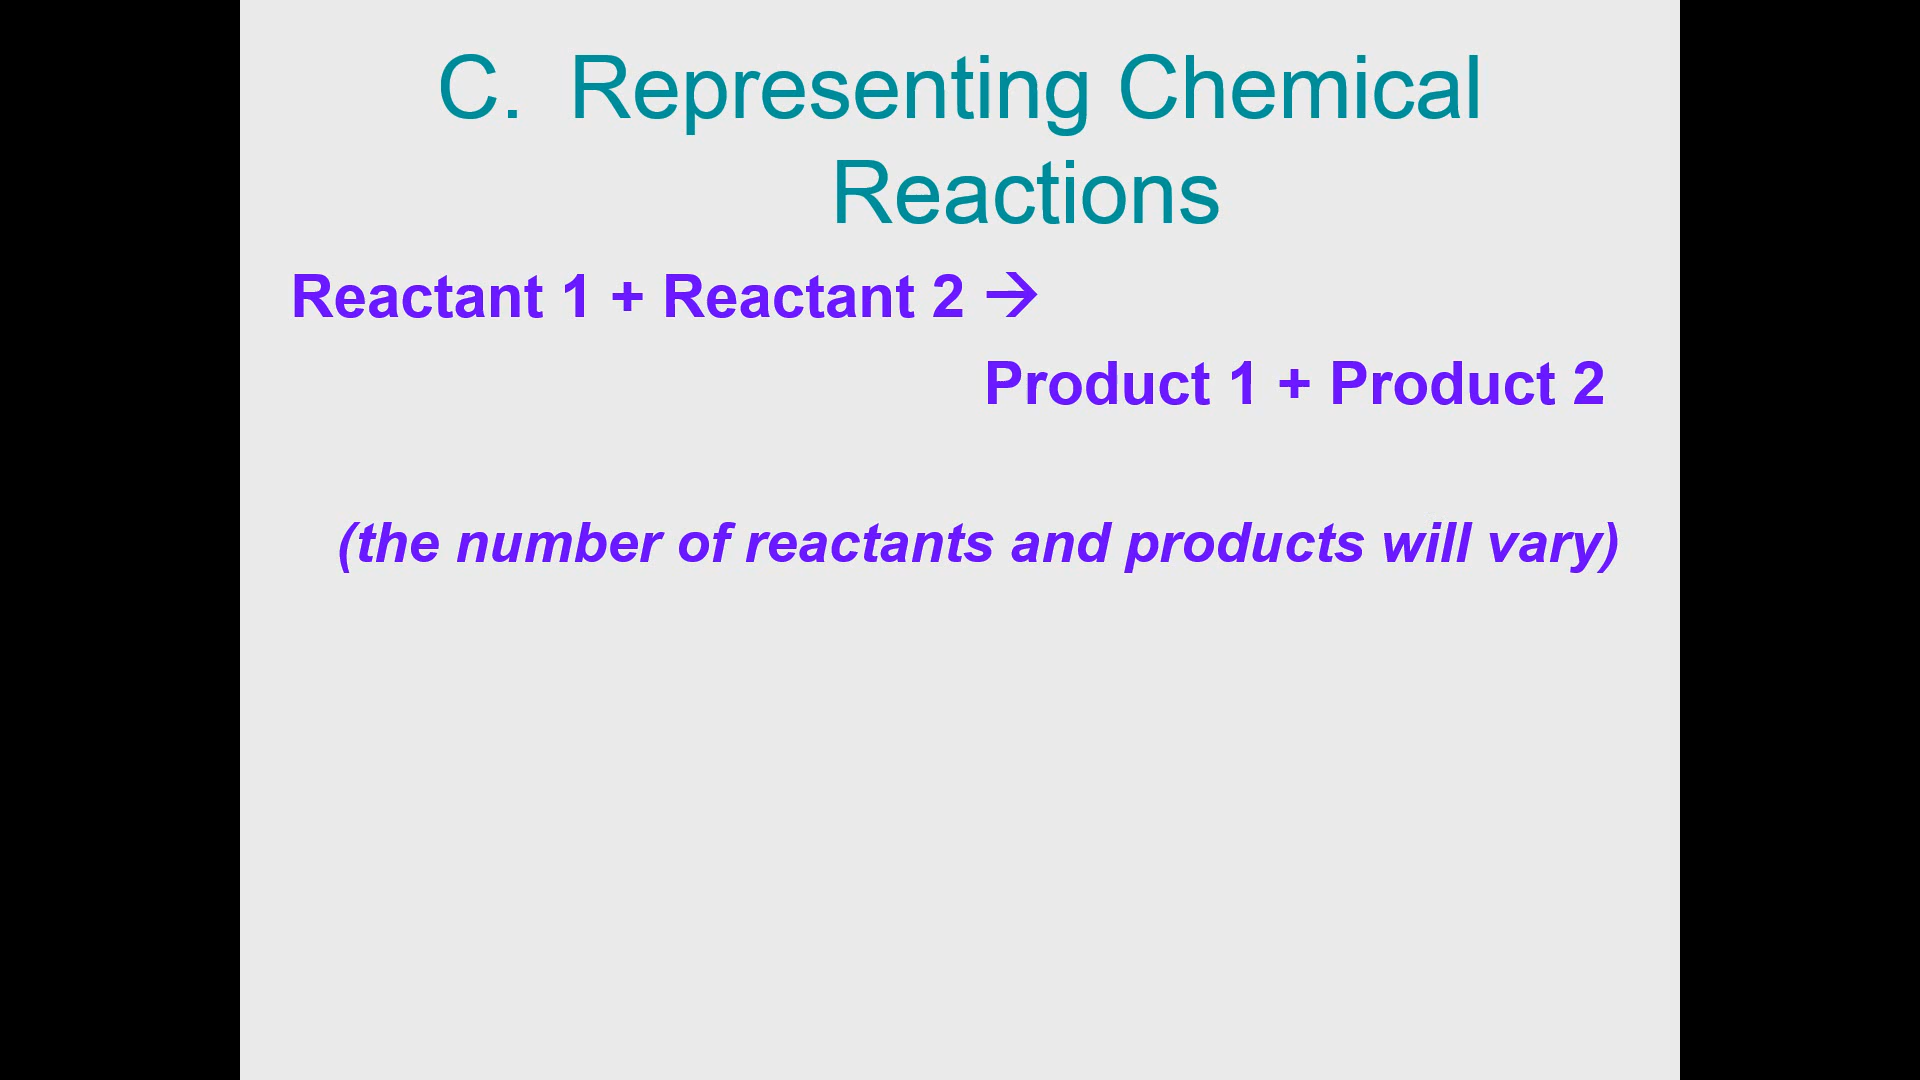 C.  Representing Chemical
Reactions
Reactant 1 + Reactant 2 →
Product 1 + Product 2
(the number of reactants and products will vary)